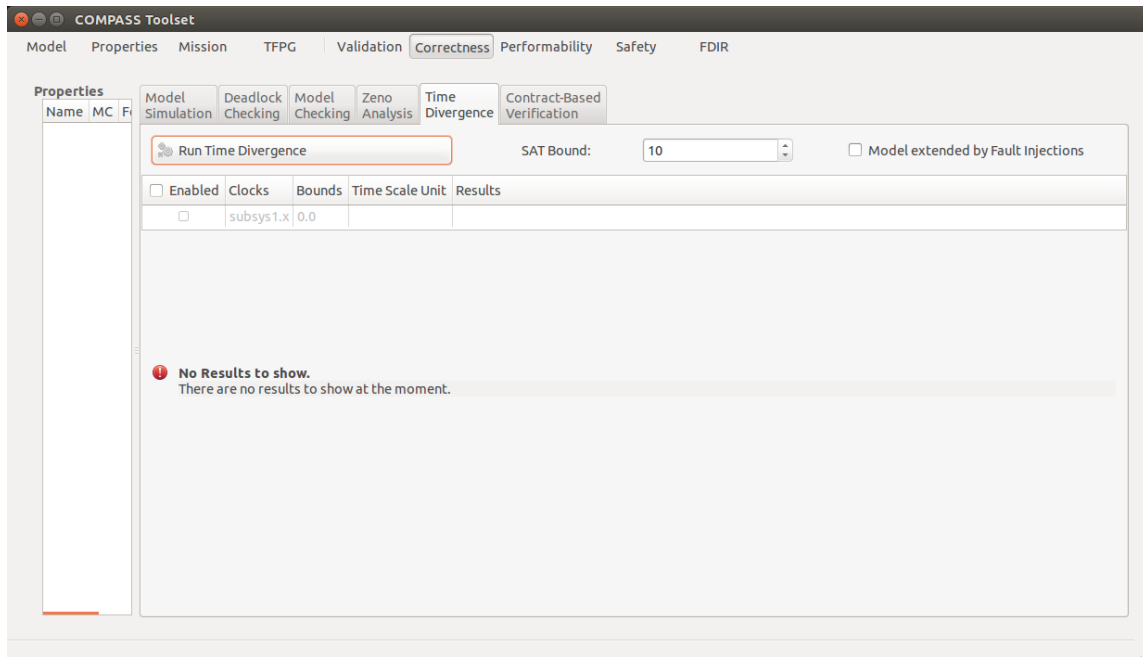 COMPASS Toolset
Model Properties Mission TFPG Validation Correctness Performability Safety FDIR
Properties
Name MC
Model Simulation Deadlock Checking Model Checking Zeno Analysis Time Divergence Contract-Based Verification
Run Time Divergence SAT Bound: 10 Model extended by Fault Injections
Enabled Clocks Bounds Time Scale Unit Results
subsys1.x 0.0
No Results to show.
There are no results to show at the moment.